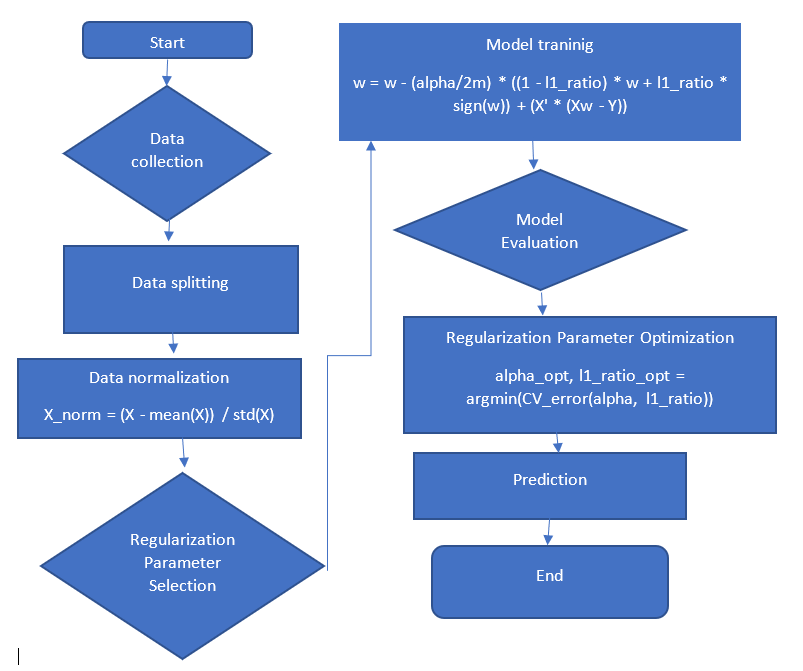 Start
Data
collection
Data splitting
Data normalization
X_norm = (X - mean(X)) / std(X)
Regularization
Parameter
Selection
Model traninig
w = w - (alpha/2m) * ((1 - l1_ratio) * w + l1_ratio *
sign(w)) + (X' * (Xw - Y))
Model
Evaluation
Regularization Parameter Optimization
alpha_opt, l1_ratio_opt =
argmin(CV_error(alpha, l1_ratio))
Prediction
End